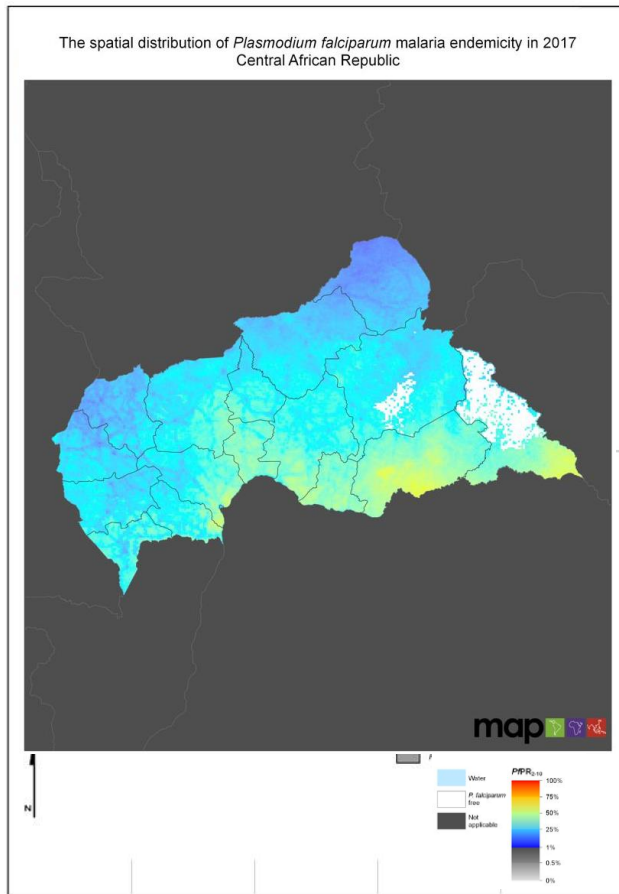 The spatial distribution of Plasmodium falciparum malaria endemicity in 2017
Central African Republic
map
N
Water
P. falciparum
free
Not
applicable
PfPR2-10
100%
75%
50%
25%
1%
0.5%
0%